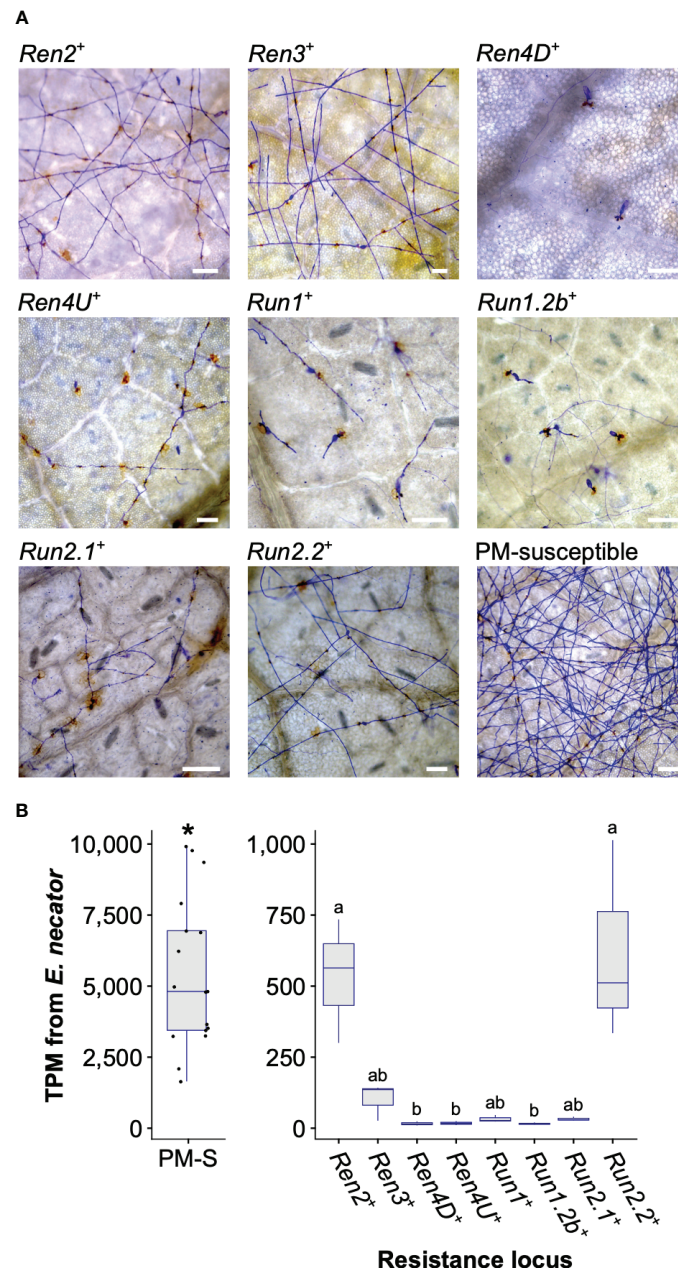 A
Ren2+ Ren3+ Ren4D+
Ren4U+ Run1+ Run1.2b+
Run2.1+ Run2.2+ PM-susceptible
B
TPM from E. necator
10,000
7,500
5,000
2,500
0
*
PM-S
1,000
750
500
250
0
a
ab
b
b
ab
b
ab
a
Ren2+
Ren3+
Ren4D+
Ren4U+
Run1+
Run1.2b+
Run2.1+
Run2.2+
Resistance locus